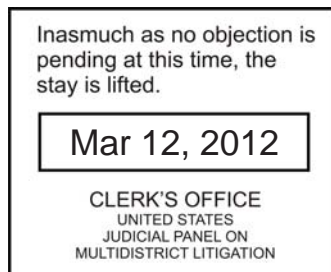 Inasmuch as no objection is
pending at this time, the
stay is lifted.
Mar 12, 2012
CLERK'S OFFICE
UNITED STATES
JUDICIAL PANEL ON
MULTIDISTRICT LITIGATION